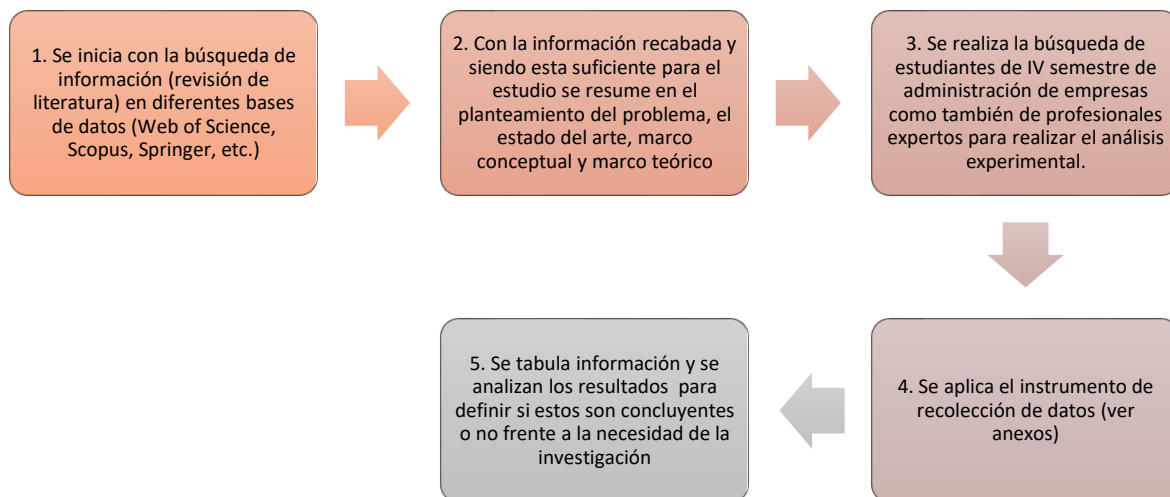 1. Se inicia con la búsqueda de
información (revisión de
literatura) en diferentes bases
de datos (Web of Science,
Scopus, Springer, etc.)
2. Con la información recabada y
siendo esta suficiente para el
estudio se resume en el
planteamiento del problema, el
estado del arte, marco
conceptual y marco teórico
3. Se realiza la búsqueda de
estudiantes de IV semestre de
administración de empresas
como también de profesionales
expertos para realizar el análisis
experimental.
4. Se aplica el instrumento de
recolección de datos (ver
anexos)
5. Se tabula información y se
analizan los resultados para
definir si estos son concluyentes
o no frente a la necesidad de la
investigación